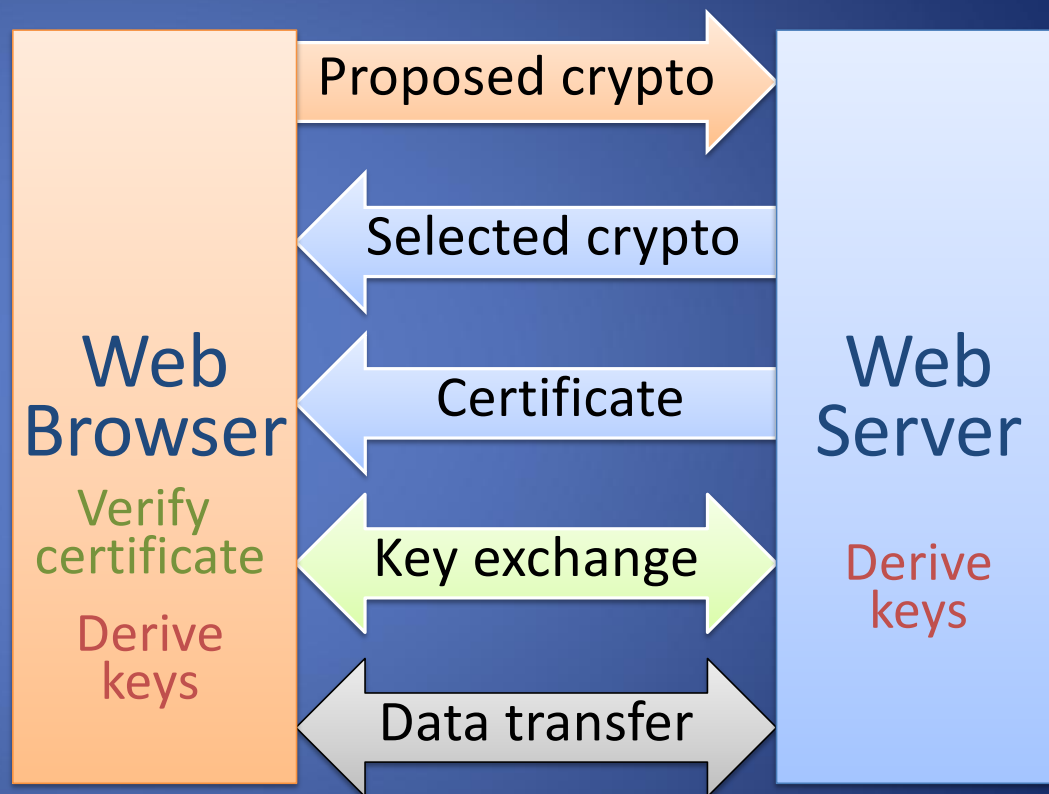 Proposed crypto
Selected crypto
Certificate
Key exchange
Data transfer
Web
Browser
Verify
certificate
Derive
keys
Web
Server
Derive
keys